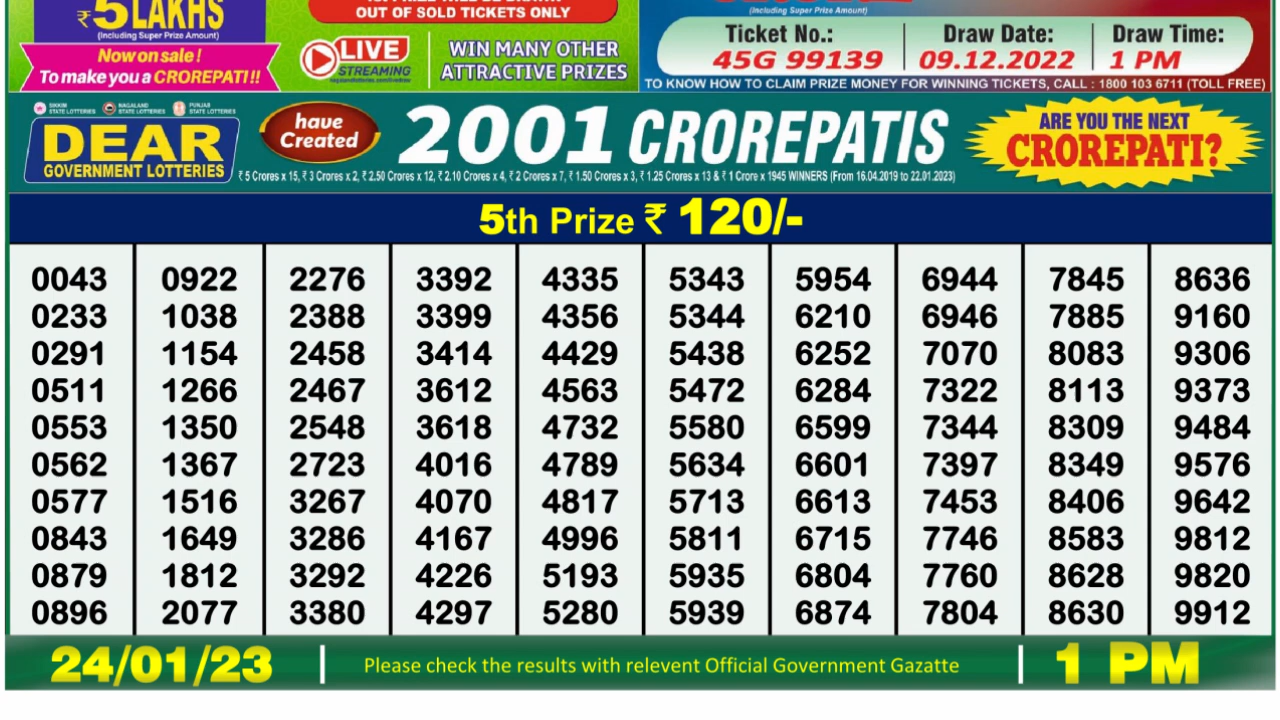 ₹5 LAKHS
(Including Super Prize Amount)
Now on sale!
To make you a CROREPATI!!
OUT OF SOLD TICKETS ONLY
LIVE
STREAMING
WIN MANY OTHER
ATTRACTIVE PRIZES
(Including Super Prize Amount)
Ticket No.: Draw Date: Draw Time:
45G 99139 09.12.2022 1 PM
TO KNOW HOW TO CLAIM PRIZE MONEY FOR WINNING TICKETS, CALL : 1800 103 6711 (TOLL FREE)
SIKKIM STATE LOTTERIES NAGALAND STATE LOTTERIES PUNJAB STATE LOTTERIES
DEAR
GOVERNMENT LOTTERIES
have
Created
2001 CROREPATIS
₹ 5 Crores x 15, ₹ 3 Crores x 2, ₹ 2.50 Crores x 12, ₹ 2.10 Crores x 4, ₹ 2 Crores x 7, ₹ 1.50 Crores x 3, ₹ 1.25 Crores x 13 & ₹ 1 Crore x 1945 WINNERS (From 16.04.2019 to 22.01.2023)
ARE YOU THE NEXT
CROREPATI?
5th Prize ₹ 120/-
0043 0922 2276 3392 4335 5343 5954 6944 7845 8636
0233 1038 2388 3399 4356 5344 6210 6946 7885 9160
0291 1154 2458 3414 4429 5438 6252 7070 8083 9306
0511 1266 2467 3612 4563 5472 6284 7322 8113 9373
0553 1350 2548 3618 4732 5580 6599 7344 8309 9484
0562 1367 2723 4016 4789 5634 6601 7397 8349 9576
0577 1516 3267 4070 4817 5713 6613 7453 8406 9642
0843 1649 3286 4167 4996 5811 6715 7746 8583 9812
0879 1812 3292 4226 5193 5935 6804 7760 8628 9820
0896 2077 3380 4297 5280 5939 6874 7804 8630 9912
24/01/23 | Please check the results with relevent Official Government Gazatte | 1 PM